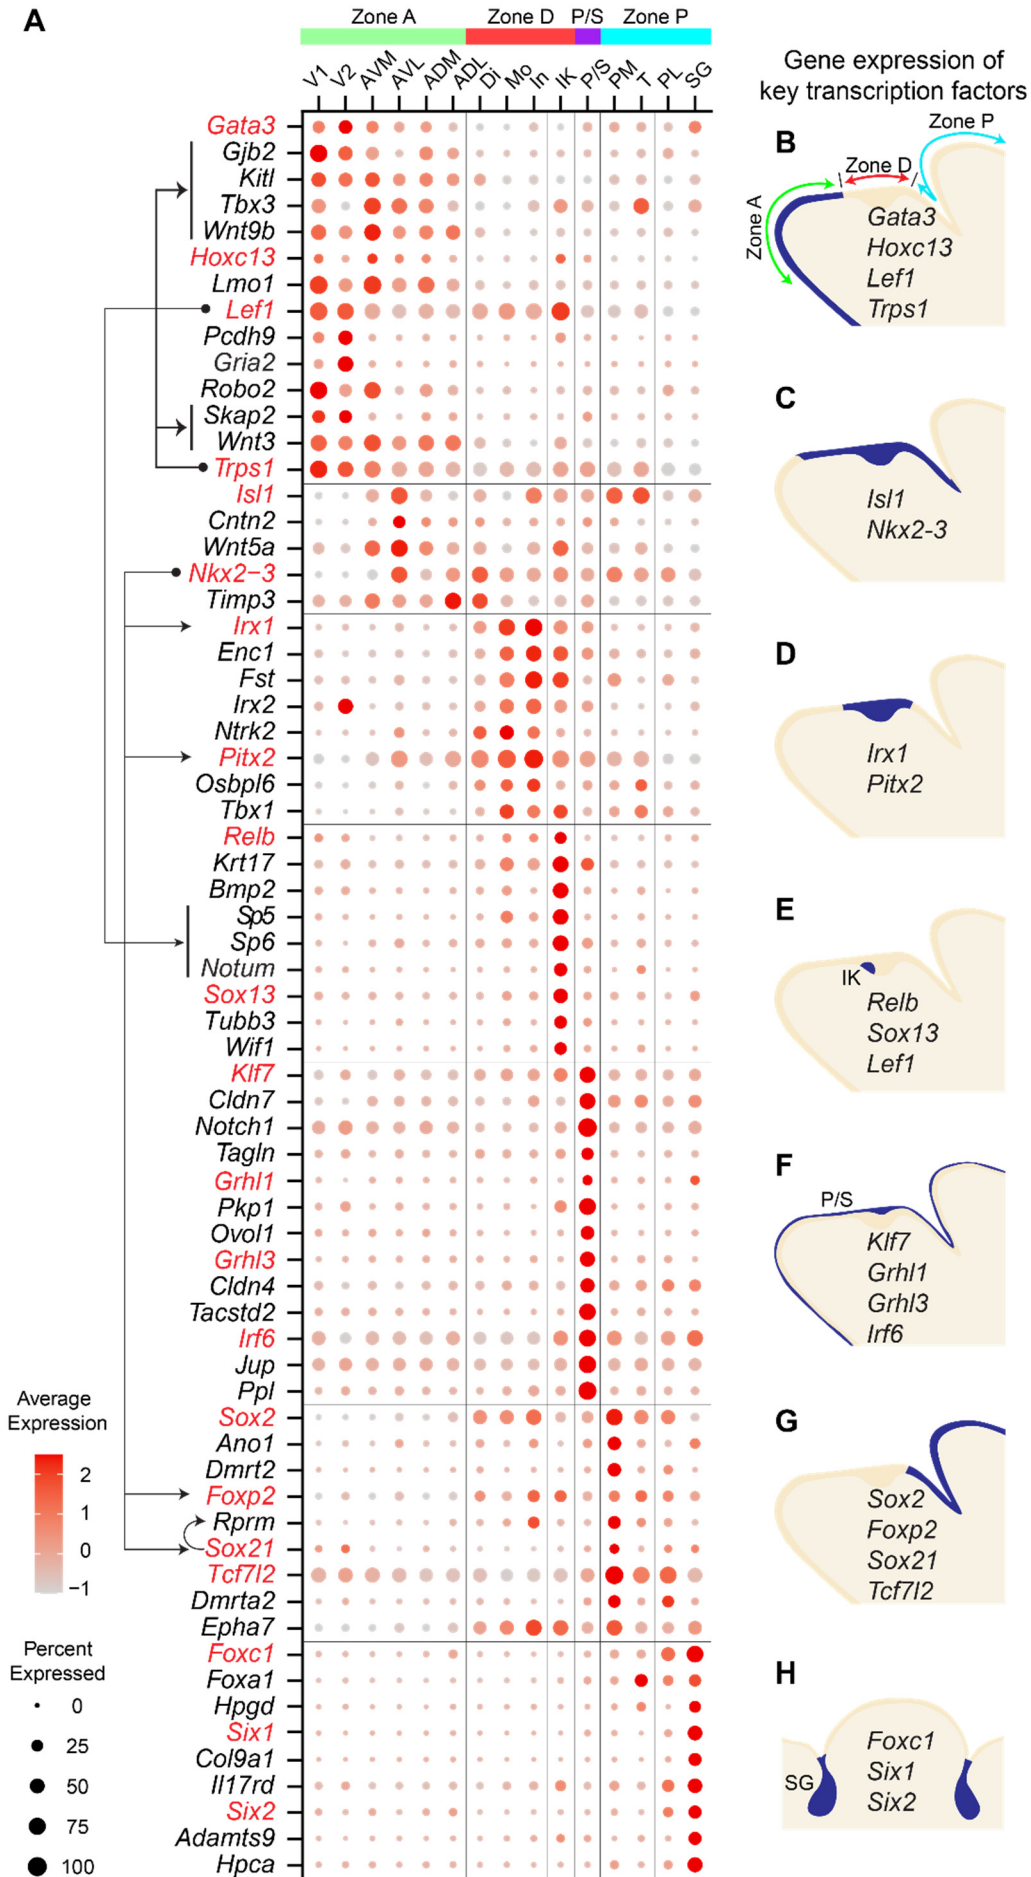 A
Zone A
Zone D
P/S
Zone P
V1
V2
AVM
AVL
ADM
ADL
Di
Mo
In
IK
P/S
PM
T
PL
SG
Gata3
Gjb2
Kitl
Tbx3
Wnt9b
Hoxc13
Lmo1
Lef1
Pcdh9
Gria2
Robo2
Skap2
Wnt3
Trps1
Isl1
Cntn2
Wnt5a
Nkx2−3
Timp3
Irx1
Enc1
Fst
Irx2
Ntrk2
Pitx2
Osbpl6
Tbx1
Relb
Krt17
Bmp2
Sp5
Sp6
Notum
Sox13
Tubb3
Wif1
Klf7
Cldn7
Notch1
Tagln
Grhl1
Pkp1
Ovol1
Grhl3
Cldn4
Tacstd2
Irf6
Jup
Ppl
Sox2
Ano1
Dmrt2
Foxp2
Rprm
Sox21
Tcf7l2
Dmrta2
Epha7
Foxc1
Foxa1
Hpgd
Six1
Col9a1
Il17rd
Six2
Adamts9
Hpca
Average
Expression
2
1
0
−1
Percent
Expressed
0
25
50
75
100
Gene expression of
key transcription factors
B
Zone P
Zone D
Zone A
Gata3
Hoxc13
Lef1
Trps1
C
Isl1
Nkx2-3
D
Irx1
Pitx2
E
IK
Relb
Sox13
Lef1
F
P/S
Klf7
Grhl1
Grhl3
Irf6
G
Sox2
Foxp2
Sox21
Tcf7l2
H
SG
Foxc1
Six1
Six2